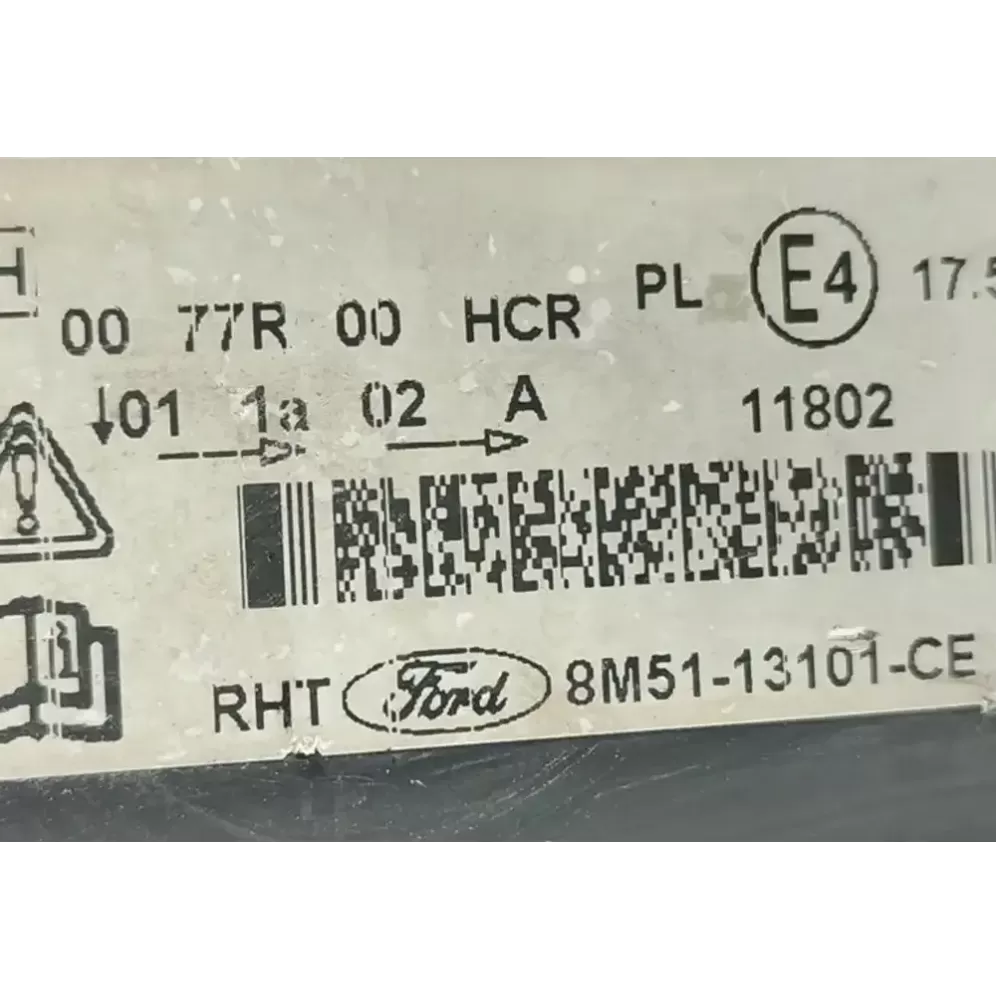 H
00 77R 00 HCR PL E4 17.5
↓01 1a 02 A 11802
RHT Ford 8M51-13101-CE